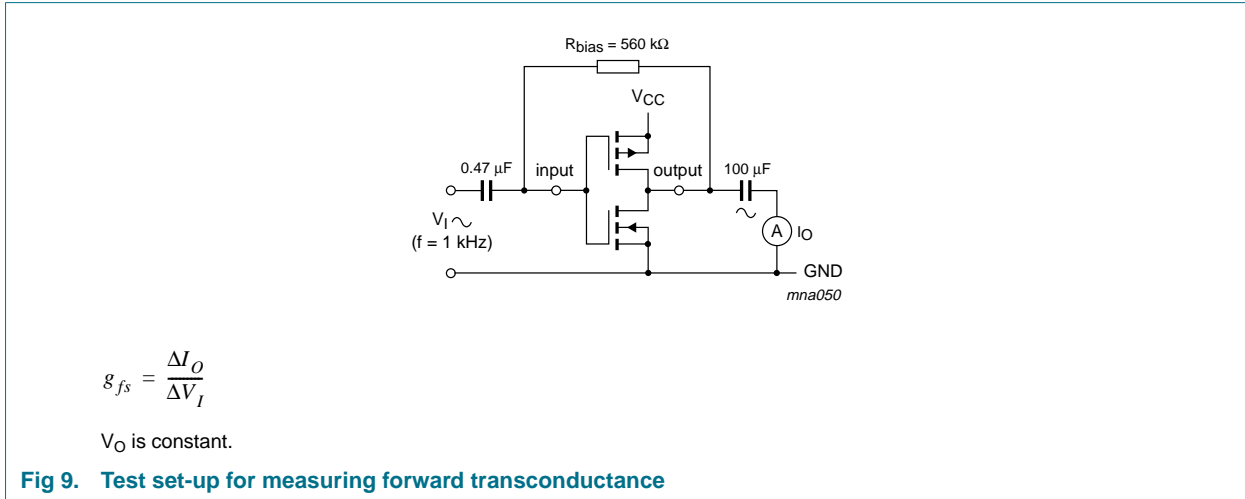 Rbias = 560 kΩ
VCC
0.47 μF
input
output
100 μF
VI ~
(f = 1 kHz)
~
A
IO
GND
mna050
gfs = ΔIO / ΔVI
VO is constant.
Fig 9. Test set-up for measuring forward transconductance